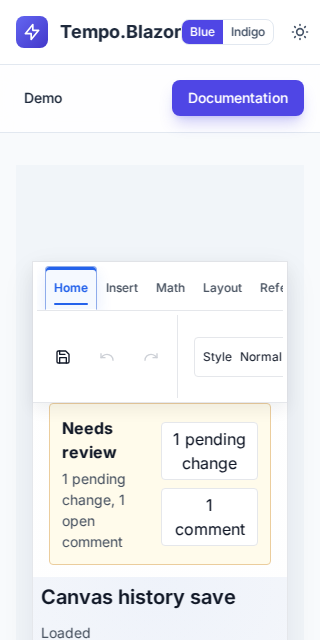 Tempo.Blazor Blue Indigo
Demo Documentation
Home Insert Math Layout Refe
Style Normal
Needs
review
1 pending
change, 1
open
comment
1 pending
change
1
comment
Canvas history save
Loaded